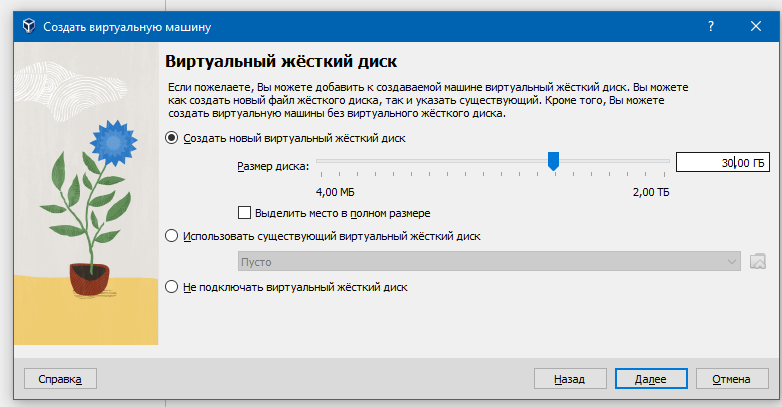 Создать виртуальную машину
Виртуальный жёсткий диск
Если пожелаете, Вы можете добавить к создаваемой машине виртуальный жёсткий диск. Вы можете
как создать новый файл жёсткого диска, так и указать существующий. Кроме того, Вы можете
создать виртуальную машины без виртуального жёсткого диска.
Создать новый виртуальный жёсткий диск
Размер диска:
30,00 ГБ
4,00 МБ
2,00 ТБ
Выделить место в полном размере
Использовать существующий виртуальный жёсткий диск
Пусто
Не подключать виртуальный жёсткий диск
Справка
Назад
Далее
Отмена